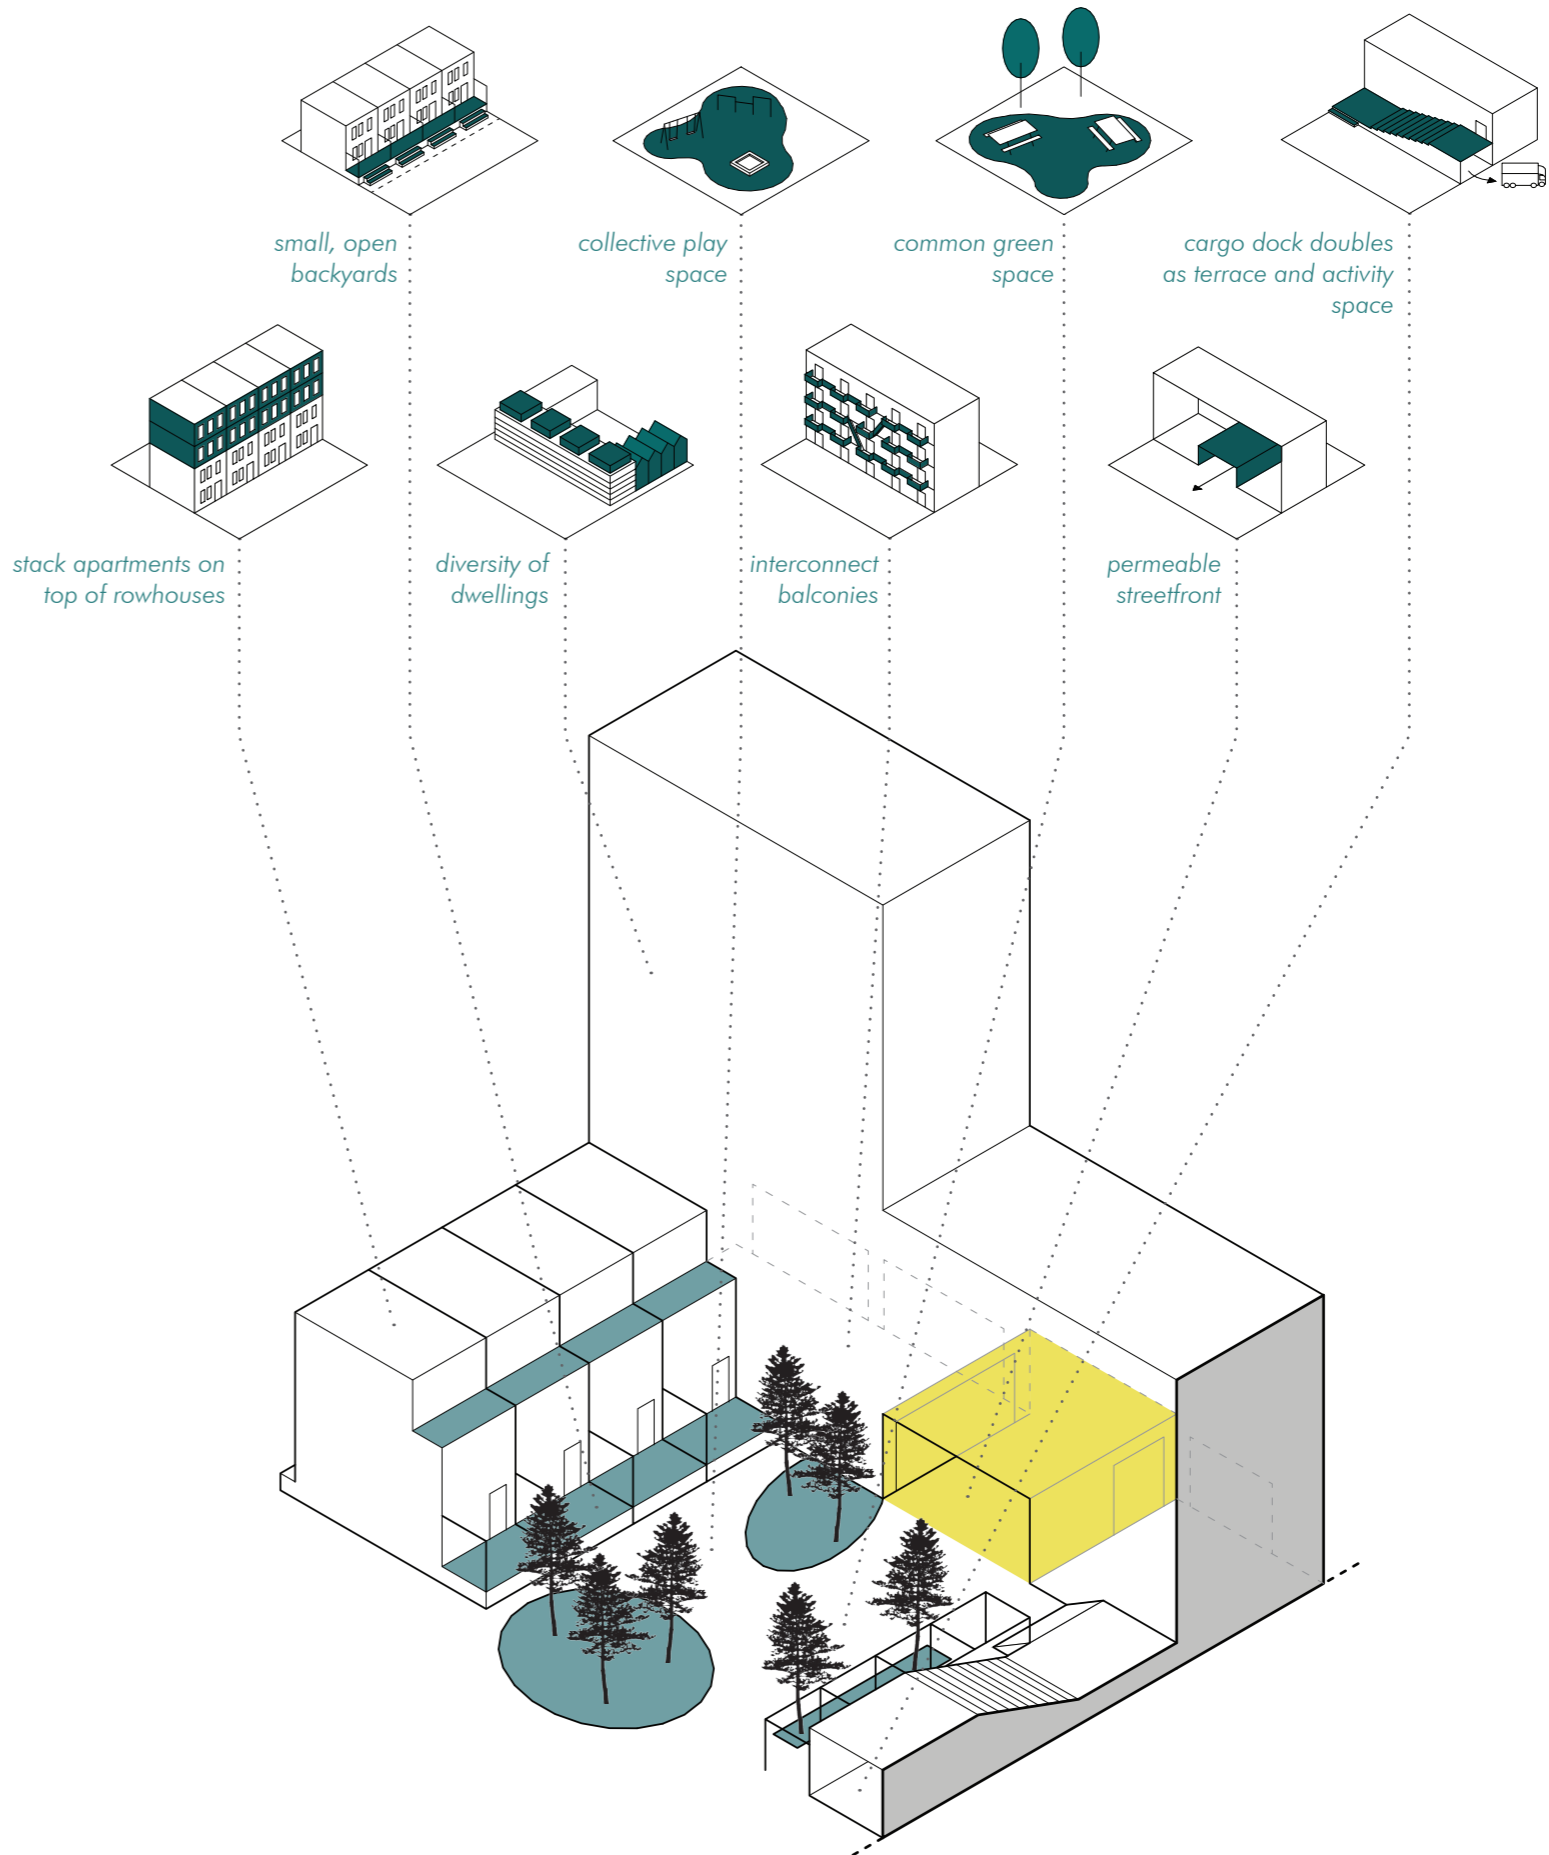 small, open
backyards
collective play
space
common green
space
cargo dock doubles
as terrace and activity
space
stack apartments on
top of rowhouses
diversity of
dwellings
interconnect
balconies
permeable
streetfront